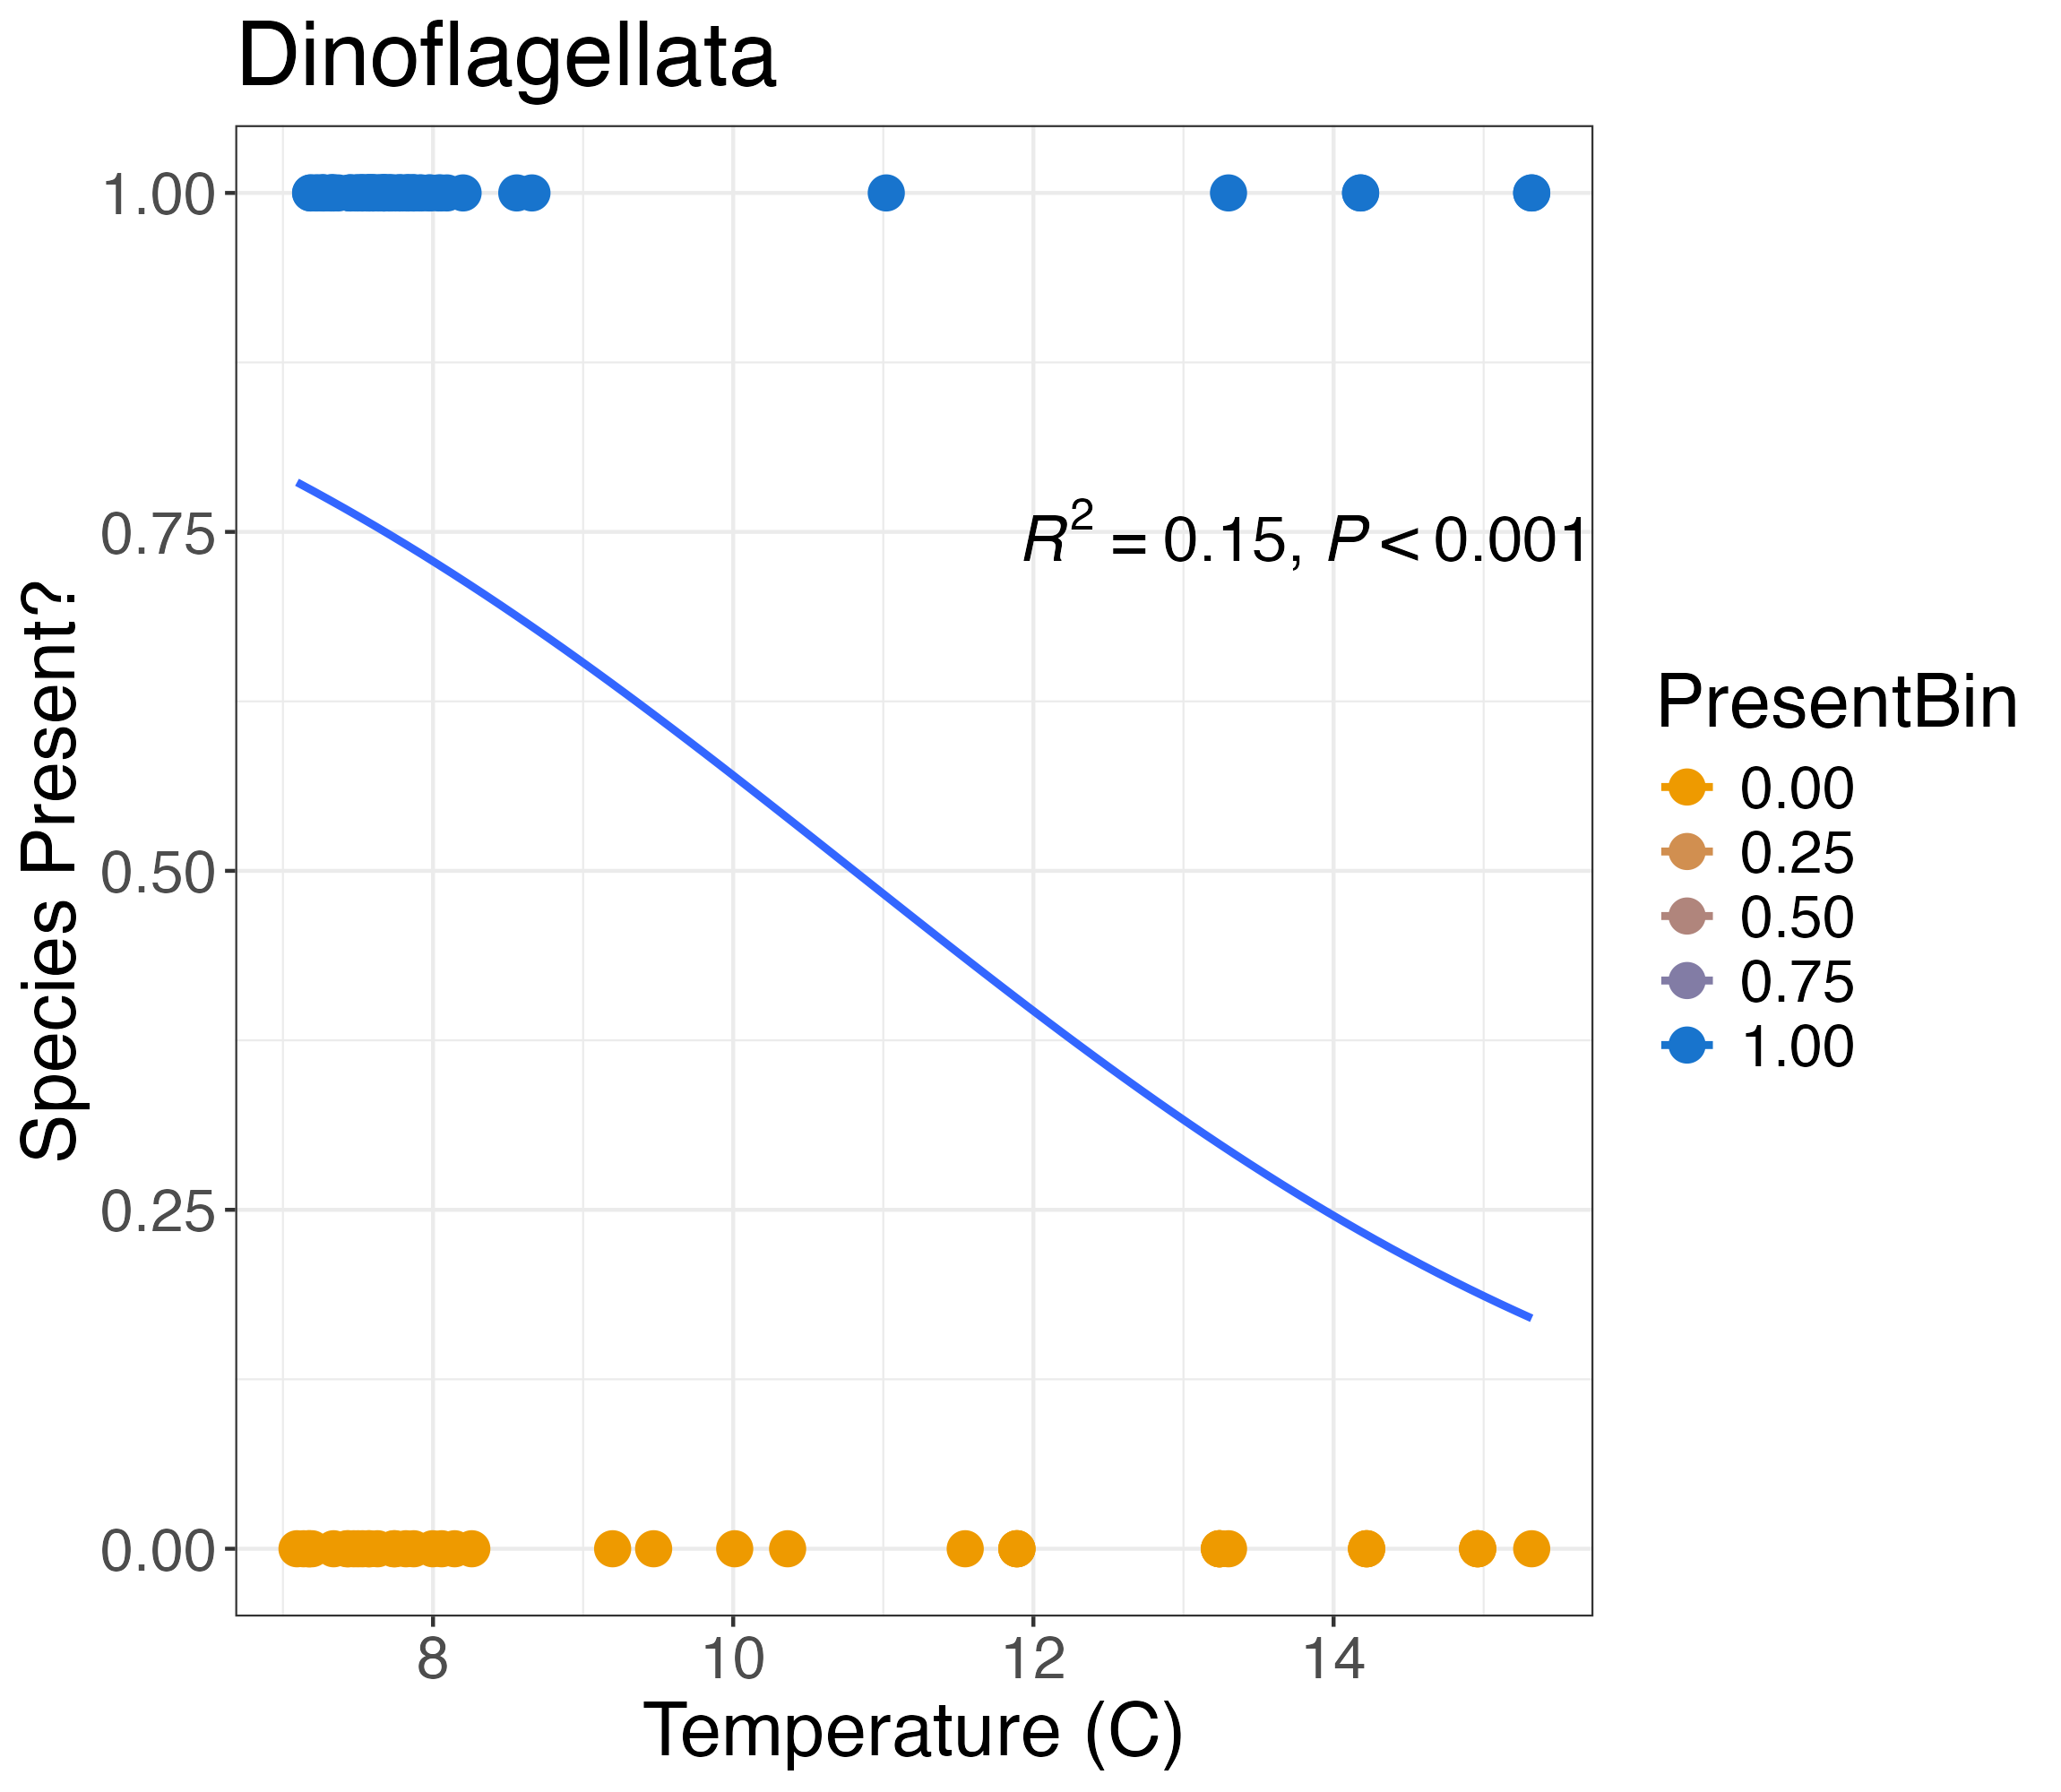 Dinoflagellata
1.00
0.75
0.50
0.25
0.00
Species Present?
R² = 0.15, P < 0.001
8 10 12 14
Temperature (C)
PresentBin
0.00
0.25
0.50
0.75
1.00